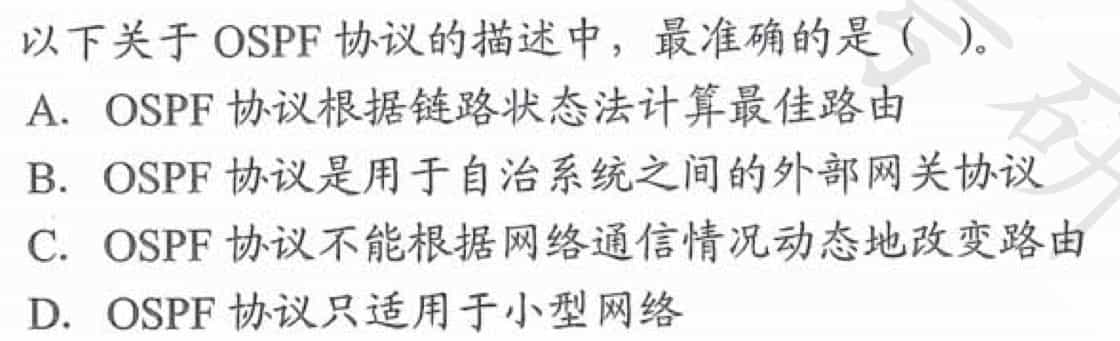 以下关于 OSPF 协议的描述中，最准确的是（ ）。
A. OSPF 协议根据链路状态法计算最佳路由
B. OSPF 协议是用于自治系统之间的外部网关协议
C. OSPF 协议不能根据网络通信情况动态地改变路由
D. OSPF 协议只适用于小型网络